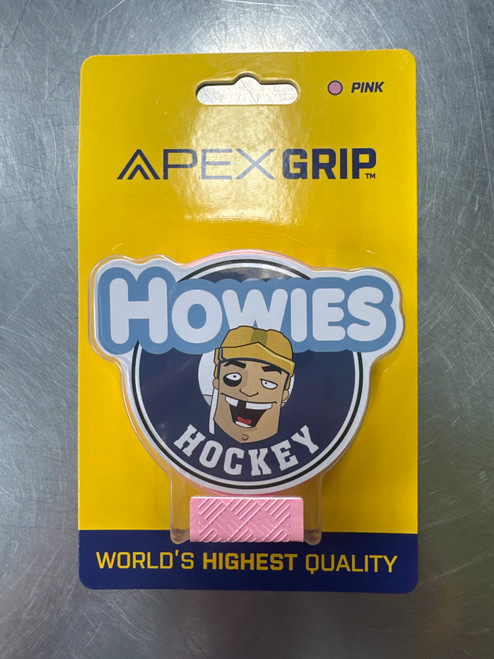 PINK
APEXGRIP™
HOWIES
HOCKEY
WORLD'S HIGHEST QUALITY